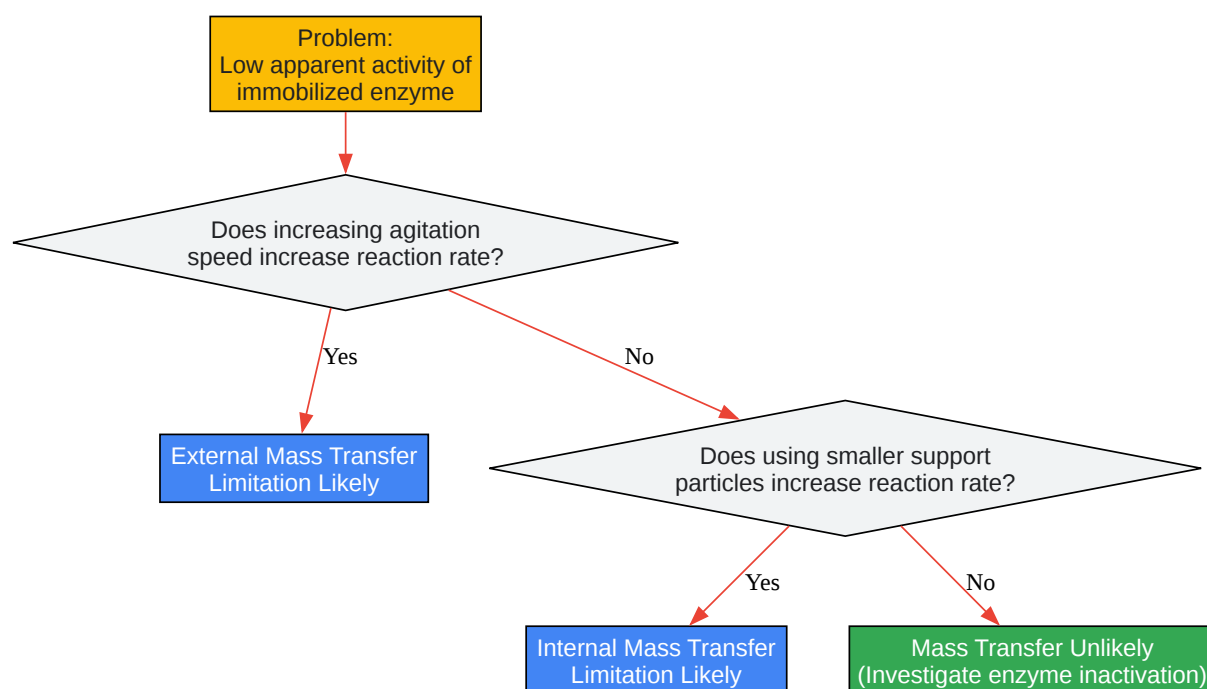 Problem:
Low apparent activity of
immobilized enzyme
Does increasing agitation
speed increase reaction rate?
Yes
No
External Mass Transfer
Limitation Likely
Does using smaller support
particles increase reaction rate?
Yes
No
Internal Mass Transfer
Limitation Likely
Mass Transfer Unlikely
(Investigate enzyme inactivation)